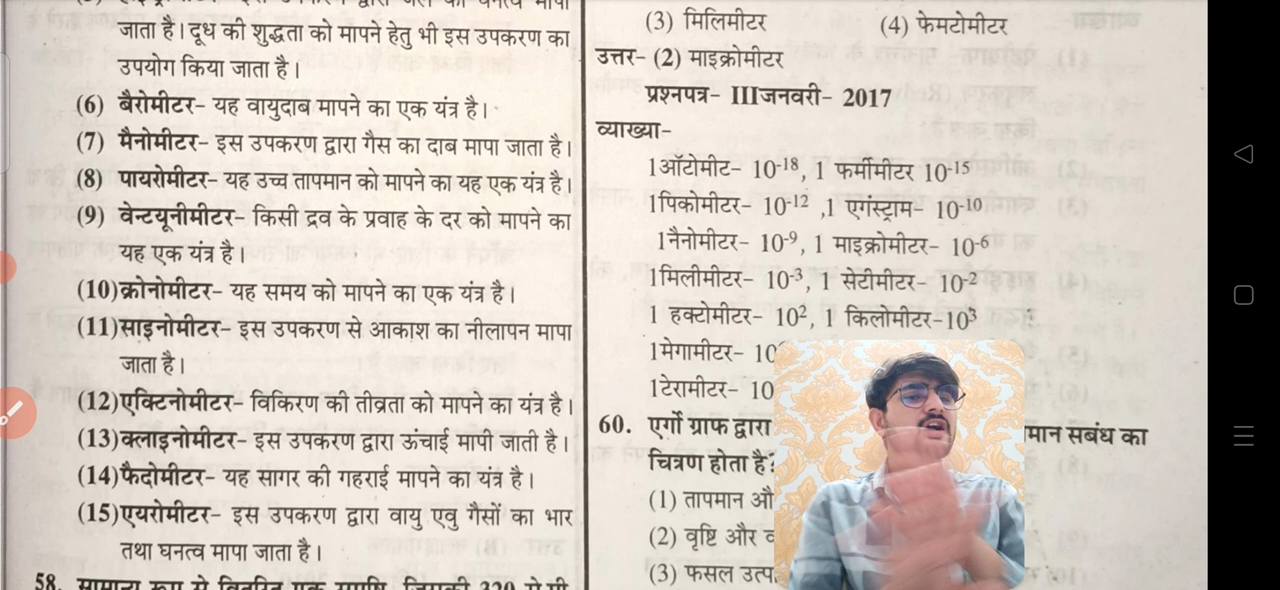 जाता है। दूध की शुद्धता को मापने हेतु भी इस उपकरण का
उपयोग किया जाता है।
(6) बैरोमीटर- यह वायुदाब मापने का एक यंत्र है।
(7) मैनोमीटर- इस उपकरण द्वारा गैस का दाब मापा जाता है।
(8) पायरोमीटर- यह उच्च तापमान को मापने का यह एक यंत्र है।
(9) वेन्टयूनीमीटर- किसी द्रव के प्रवाह के दर को मापने का
यह एक यंत्र है।
(10)क्रोनोमीटर- यह समय को मापने का एक यंत्र है।
(11)साइनोमीटर- इस उपकरण से आकाश का नीलापन मापा
जाता है।
(12)एक्टिनोमीटर- विकिरण की तीव्रता को मापने का यंत्र है।
(13)क्लाइनोमीटर- इस उपकरण द्वारा ऊंचाई मापी जाती है।
(14)फैदोमीटर- यह सागर की गहराई मापने का यंत्र है।
(15)एयरोमीटर- इस उपकरण द्वारा वायु एवं गैसों का भार
तथा घनत्व मापा जाता है।
58.
(3) मिलिमीटर (4) फेमटोमीटर
उत्तर- (2) माइक्रोमीटर
प्रश्नपत्र- IIIजनवरी- 2017
व्याख्या-
1ऑटोमीट- 10-18, 1 फर्मीमीटर 10-15
1पिकोमीटर- 10-12 ,1 एगंस्ट्राम- 10-10
1नैनोमीटर- 10-9, 1 माइक्रोमीटर- 10-6
1मिलीमीटर- 10-3, 1 सेटीमीटर- 10-2
1 हक्टोमीटर- 102, 1 किलोमीटर-103
1मेगामीटर- 10
1टेरामीटर- 10
60. एर्गो ग्राफ द्वारा मान सबंध का
चित्रण होता है?
(1) तापमान औ
(2) वृष्टि और
(3) फसल